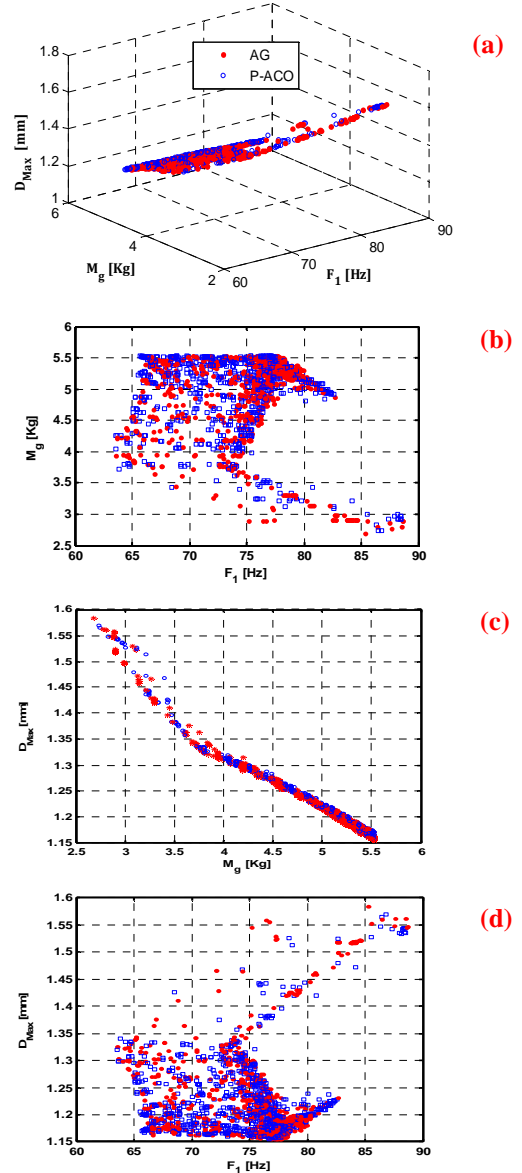 (a)
1.8
1.6
1.4
1.2
1
D_Max [mm]
AG
P-ACO
6
4
2
M_g [Kg]
60
70
80
90
F_1 [Hz]
(b)
6
5.5
5
4.5
4
3.5
3
2.5
M_g [Kg]
60 65 70 75 80 85 90
F_1 [Hz]
(c)
1.6
1.55
1.5
1.45
1.4
1.35
1.3
1.25
1.2
1.15
D_Max [mm]
2.5 3 3.5 4 4.5 5 5.5 6
M_g [Kg]
(d)
1.6
1.55
1.5
1.45
1.4
1.35
1.3
1.25
1.2
1.15
D_Max [mm]
60 65 70 75 80 85 90
F_1 [Hz]